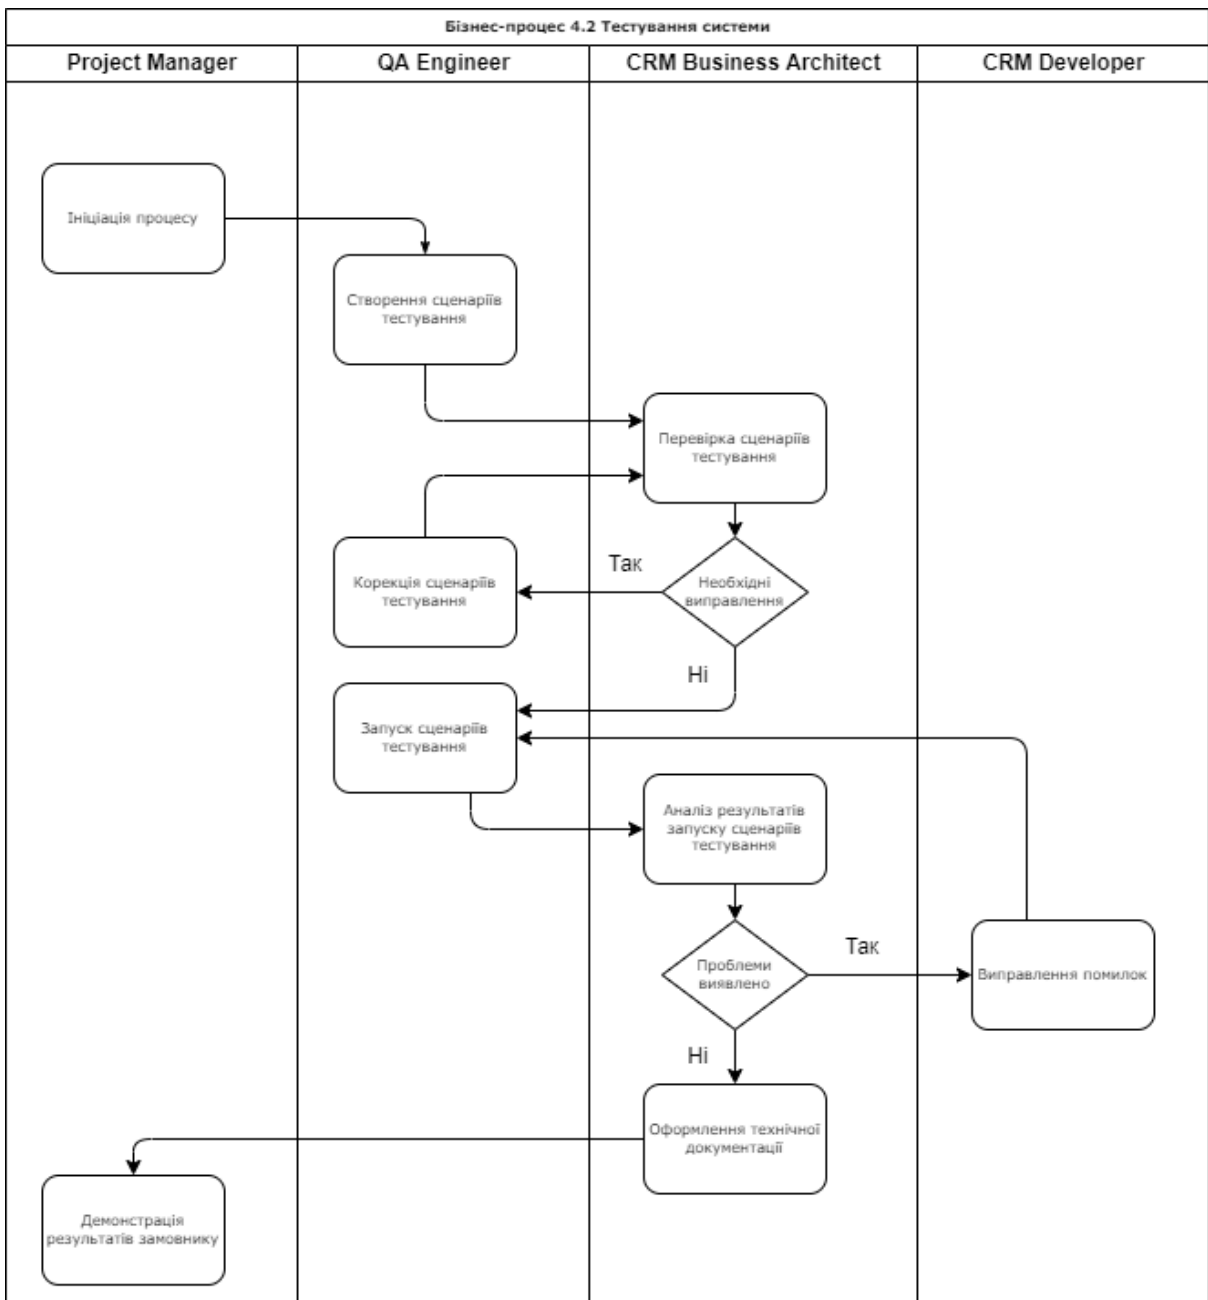 Бізнес-процес 4.2 Тестування системи
Project Manager
QA Engineer
CRM Business Architect
CRM Developer
Ініціація процесу
Створення сценаріїв
тестування
Перевірка сценаріїв
тестування
Необхідні
виправлення
Так
Корекція сценаріїв
тестування
Ні
Запуск сценаріїв
тестування
Аналіз результатів
запуску сценаріїв
тестування
Проблеми
виявлено
Так
Виправлення помилок
Ні
Оформлення технічної
документації
Демонстрація
результатів замовнику